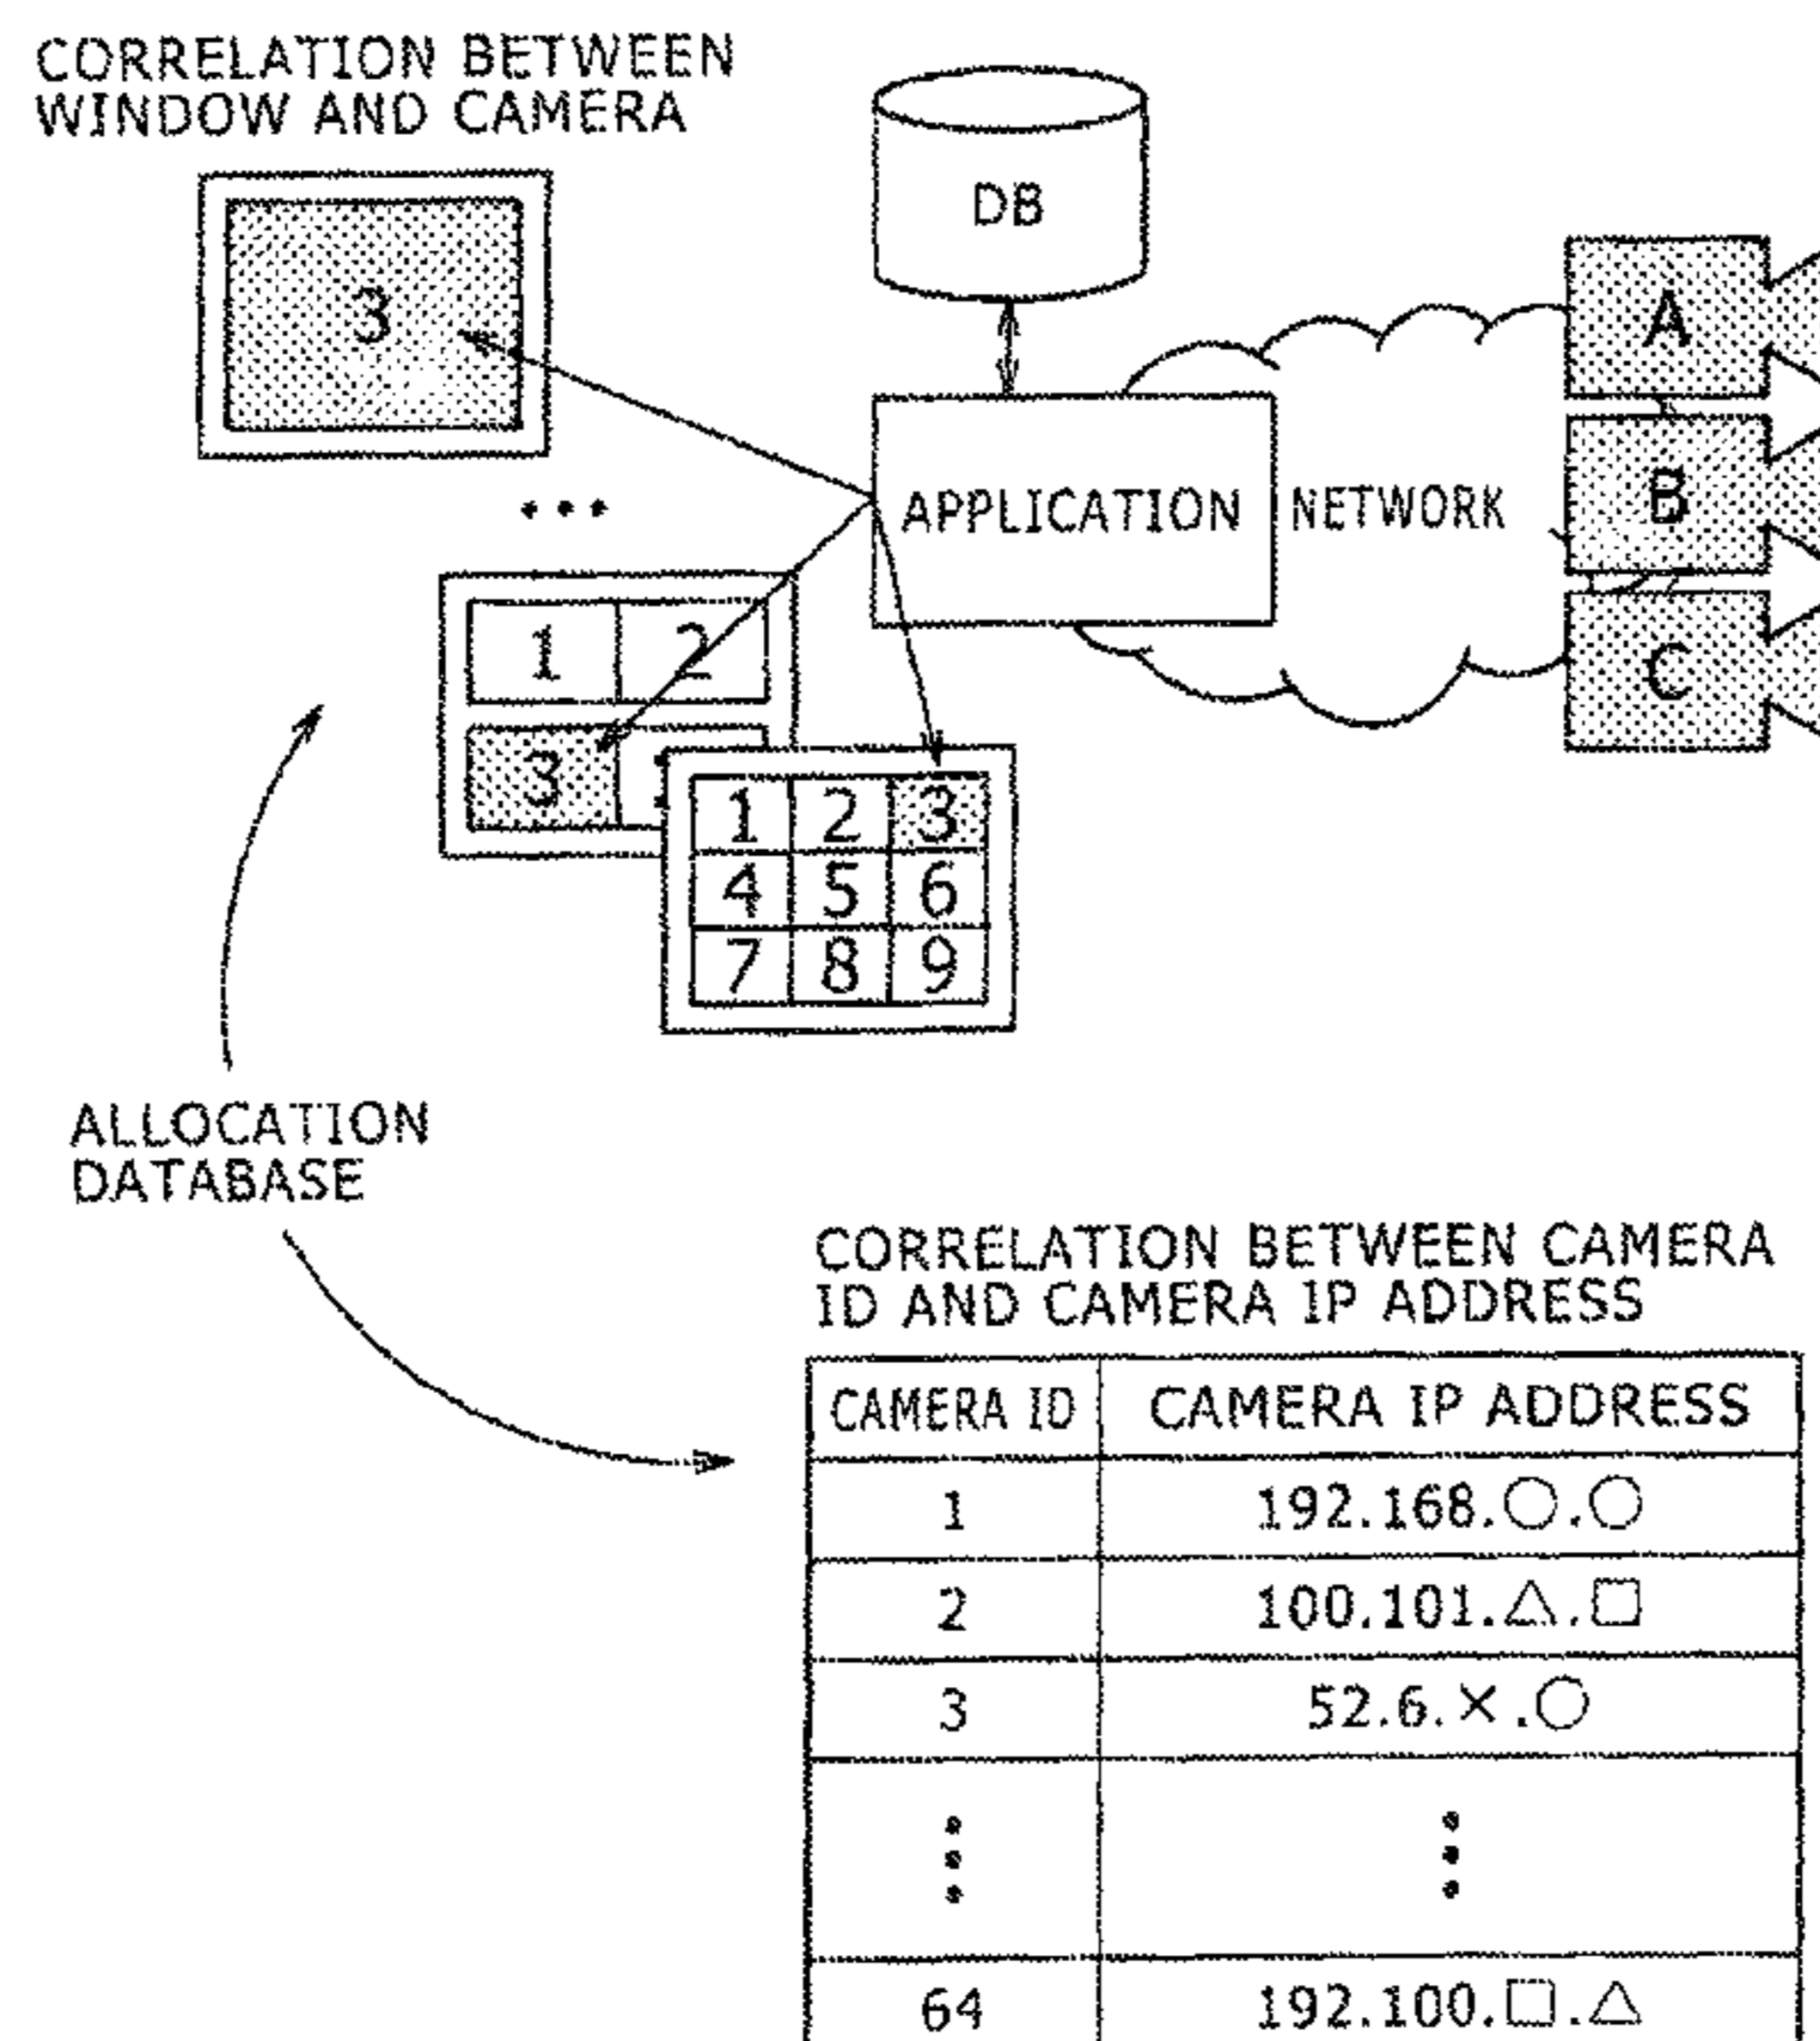 CORRELATION BETWEEN
WINDOW AND CAMERA
DB
3
A
B
C
APPLICATION
NETWORK
• • •
1 2
3
1 2 3
4 5 6
7 8 9
ALLOCATION
DATABASE
CORRELATION BETWEEN CAMERA
ID AND CAMERA IP ADDRESS
CAMERA ID CAMERA IP ADDRESS
1 192.168.○.○
2 100.101.△.□
3 52.6.×.○
64 192.100.□.△